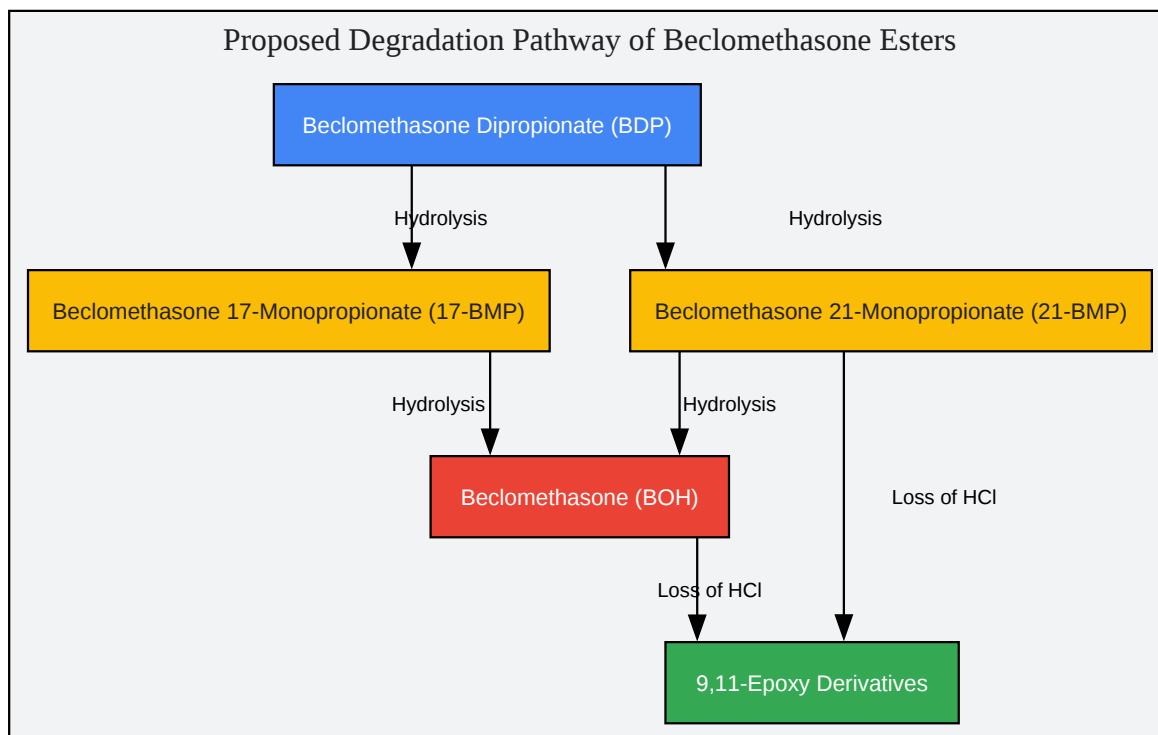 Proposed Degradation Pathway of Beclomethasone Esters
Beclomethasone Dipropionate (BDP)
Hydrolysis
Hydrolysis
Beclomethasone 17-Monopropionate (17-BMP)
Beclomethasone 21-Monopropionate (21-BMP)
Hydrolysis
Hydrolysis
Beclomethasone (BOH)
Loss of HCl
Loss of HCl
9,11-Epoxy Derivatives